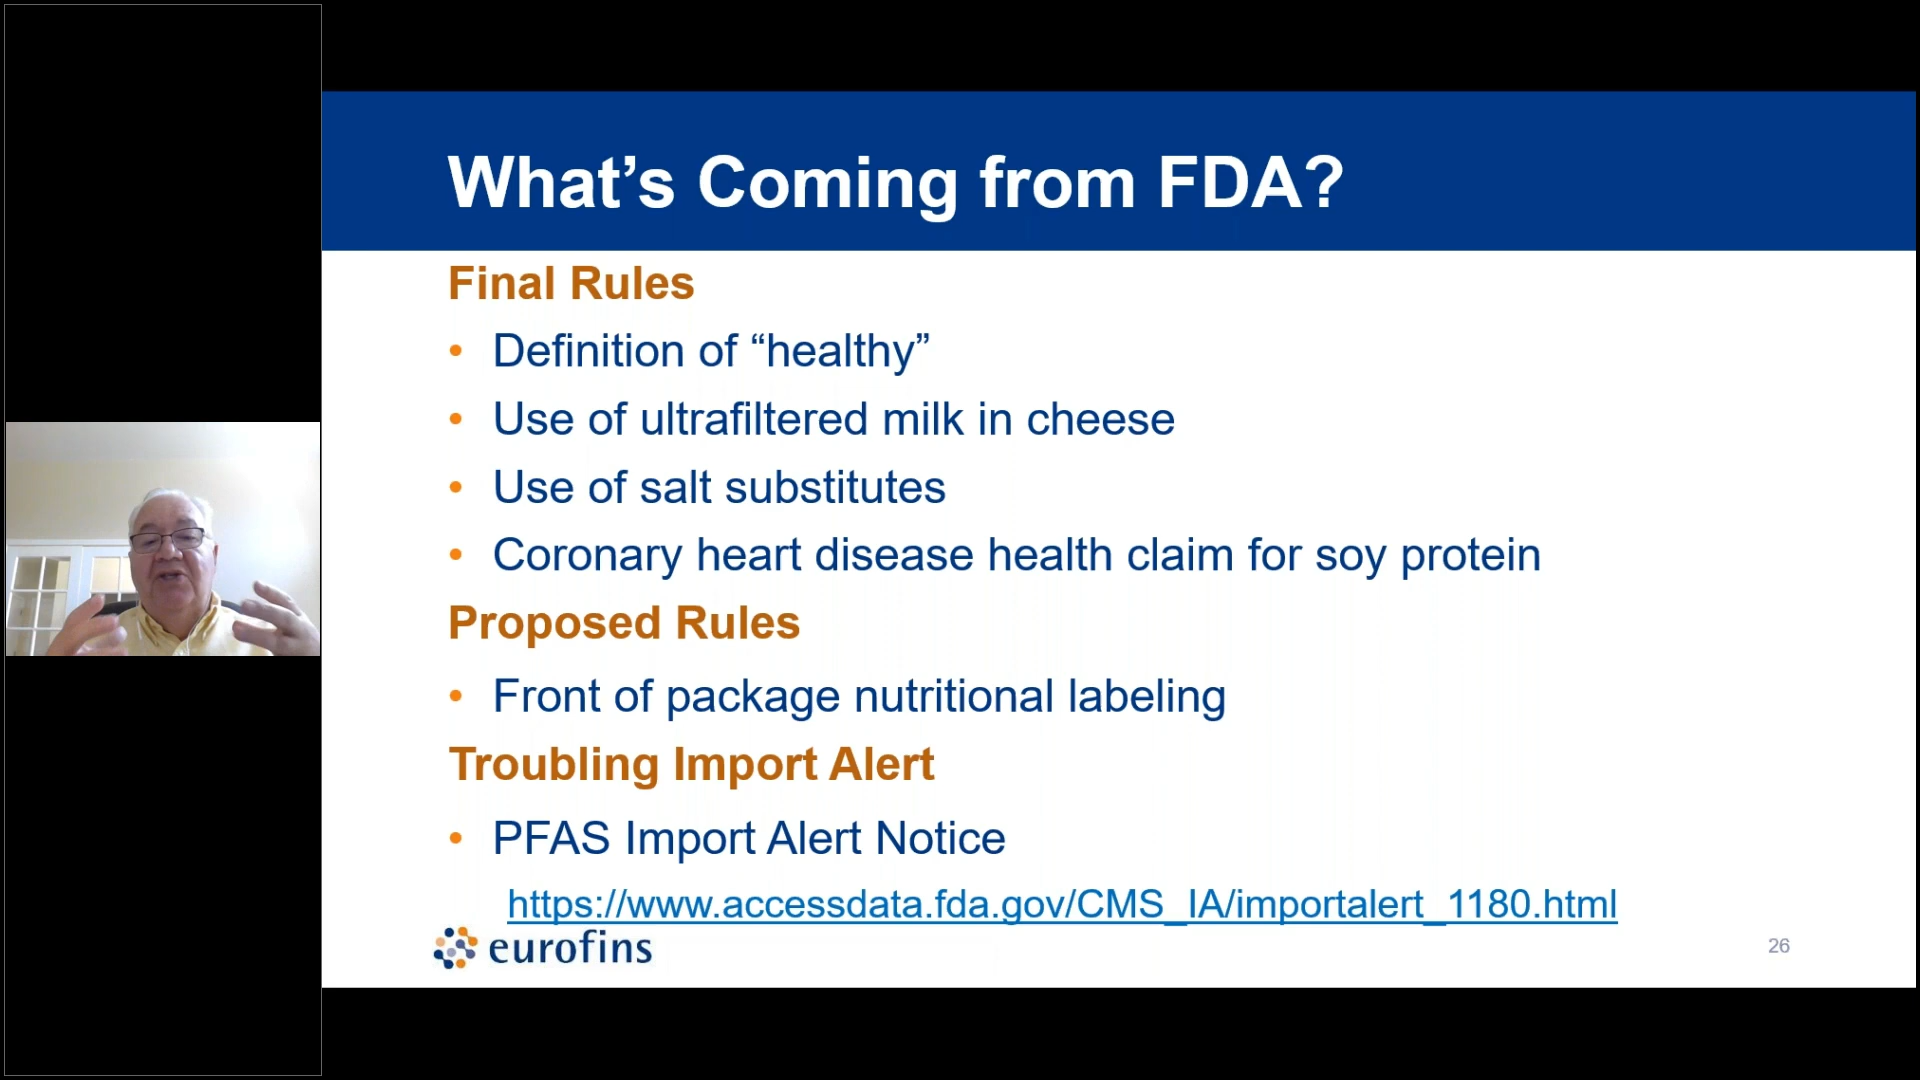 What’s Coming from FDA?
Final Rules
• Definition of “healthy”
• Use of ultrafiltered milk in cheese
• Use of salt substitutes
• Coronary heart disease health claim for soy protein
Proposed Rules
• Front of package nutritional labeling
Troubling Import Alert
• PFAS Import Alert Notice
https://www.accessdata.fda.gov/CMS_IA/importalert_1180.html
eurofins
26